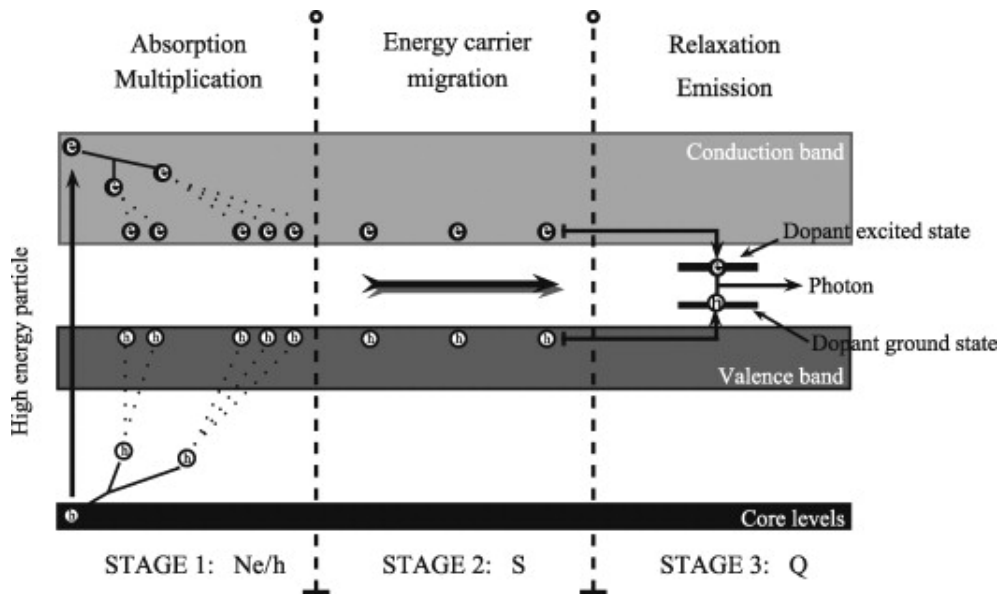 Absorption
Multiplication
Energy carrier
migration
Relaxation
Emission
Conduction band
e
e
e
e e e e e e e e
Dopant excited state
e
Photon
h
Dopant ground state
h h h h h h h h
Valence band
h
h
High energy particle
h
Core levels
STAGE 1: Ne/h
STAGE 2: S
STAGE 3: Q